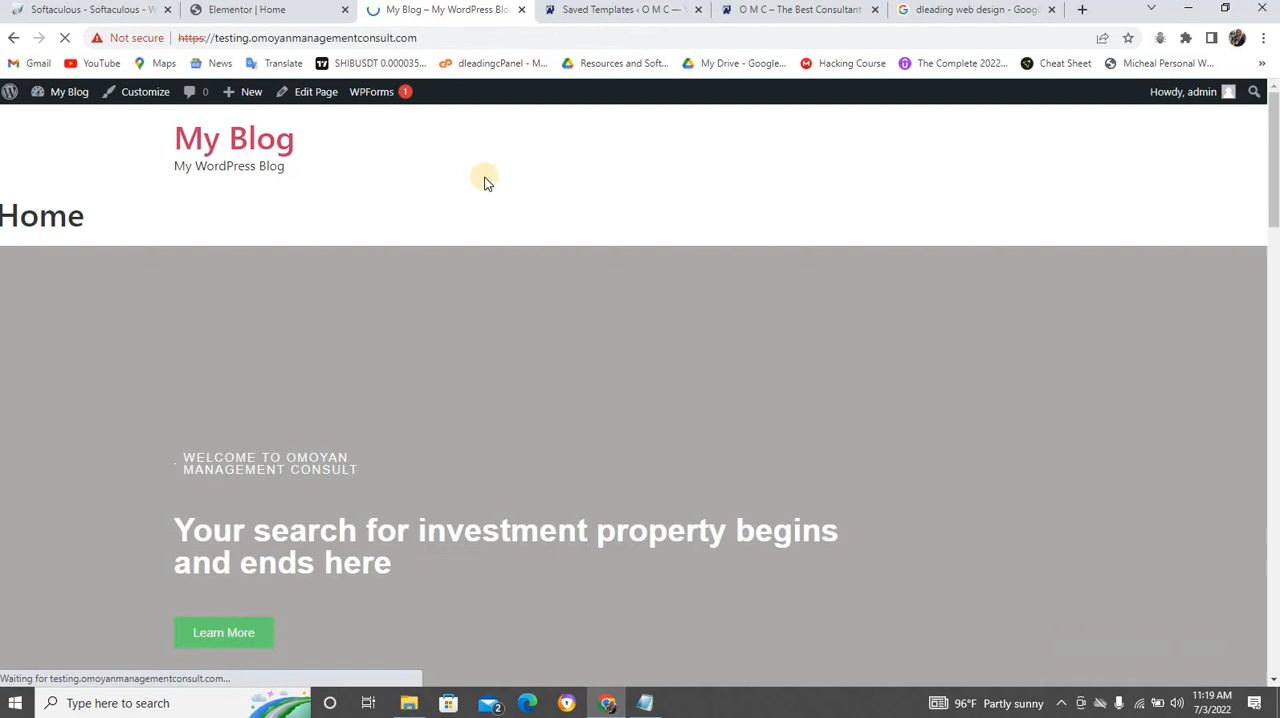 Softaculous - Softaculous - W
Elementor | Home
My Blog – My WordPress Blo
Saved Templates ‹ O M C —
O M C – The Best Consultant
dleading web design - Googl
Not secure
https://testing.omoyanmanagementconsult.com
Gmail
YouTube
Maps
News
Translate
SHIBUSDT 0.000035...
dleadingcPanel - M...
Resources and Soft...
My Drive - Google...
Hacking Course
The Complete 2022...
Cheat Sheet
Micheal Personal W...
»
My Blog
Customize
0
New
Edit Page
WPForms 1
Howdy, admin
My Blog
My WordPress Blog
Home
WELCOME TO OMOYAN
MANAGEMENT CONSULT
Your search for investment property begins
and ends here
Learn More
Waiting for testing.omoyanmanagementconsult.com...
Type here to search
2
96°F Partly sunny
11:19 AM
7/3/2022